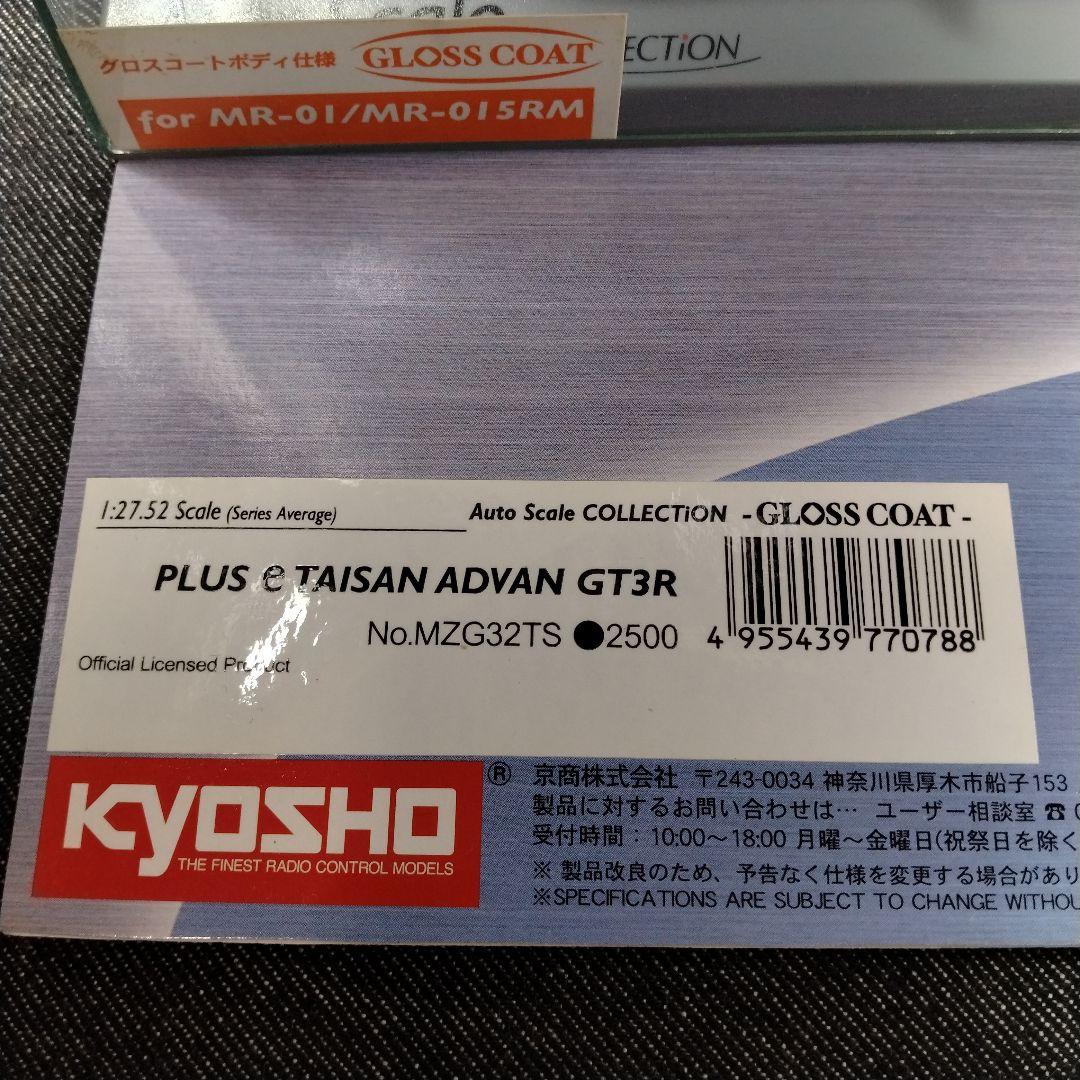 グロスコートボディ仕様 GLOSS COAT
ECTiON
for MR-01/MR-015RM
1:27.52 Scale (Series Average)
Auto Scale COLLECTiON -GLOSS COAT-
PLUS e TAISAN ADVAN GT3R
No.MZG32TS ●2500
4 955439 770788
Official Licensed Product
KYOSHO
THE FINEST RADIO CONTROL MODELS
® 京商株式会社 〒243-0034 神奈川県厚木市船子153
製品に対するお問い合わせは… ユーザー相談室 ☎0
受付時間：10:00〜18:00 月曜〜金曜日(祝祭日を除く
※ 製品改良のため、予告なく仕様を変更する場合があり
※SPECIFICATIONS ARE SUBJECT TO CHANGE WITHOU